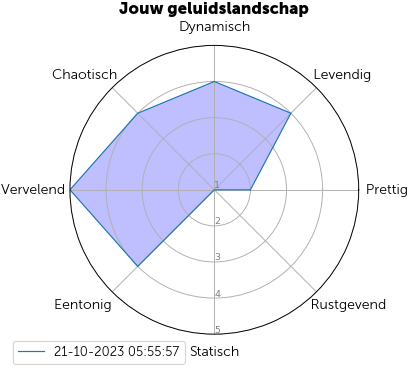 Jouw geluidslandschap
Dynamisch
Chaotisch
Levendig
Vervelend
Prettig
1
2
3
4
5
Eentonig
Rustgevend
Statisch
21-10-2023 05:55:57